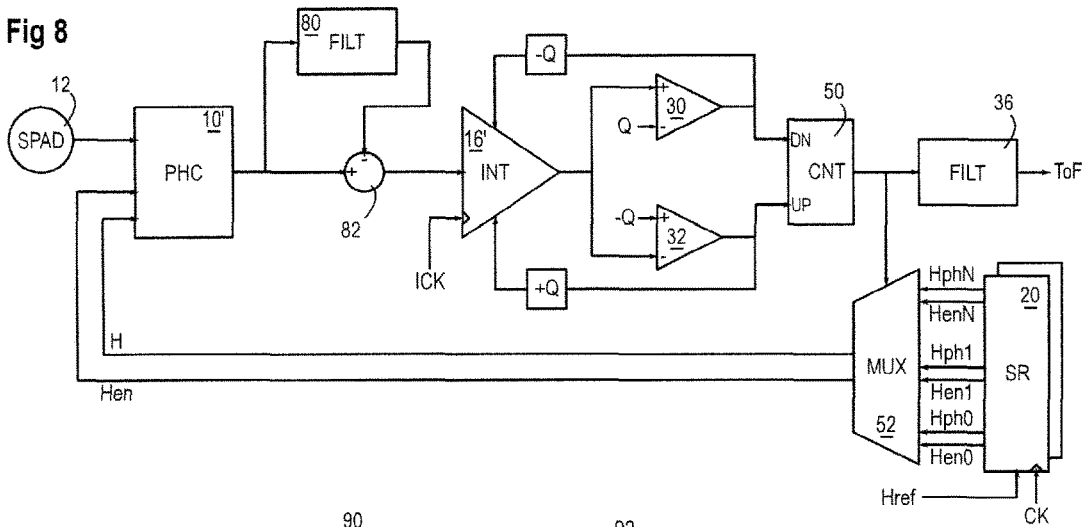 Fig 8
80
FILT
-Q
12
SPAD
10'
PHC
+
-
82
16'
INT
ICK
+Q
+
30
Q
-
-Q
+
32
-
50
DN
CNT
UP
36
FILT
ToF
H
Hen
MUX
52
HphN
HenN
Hph1
Hen1
Hph0
Hen0
20
SR
Href
CK
90